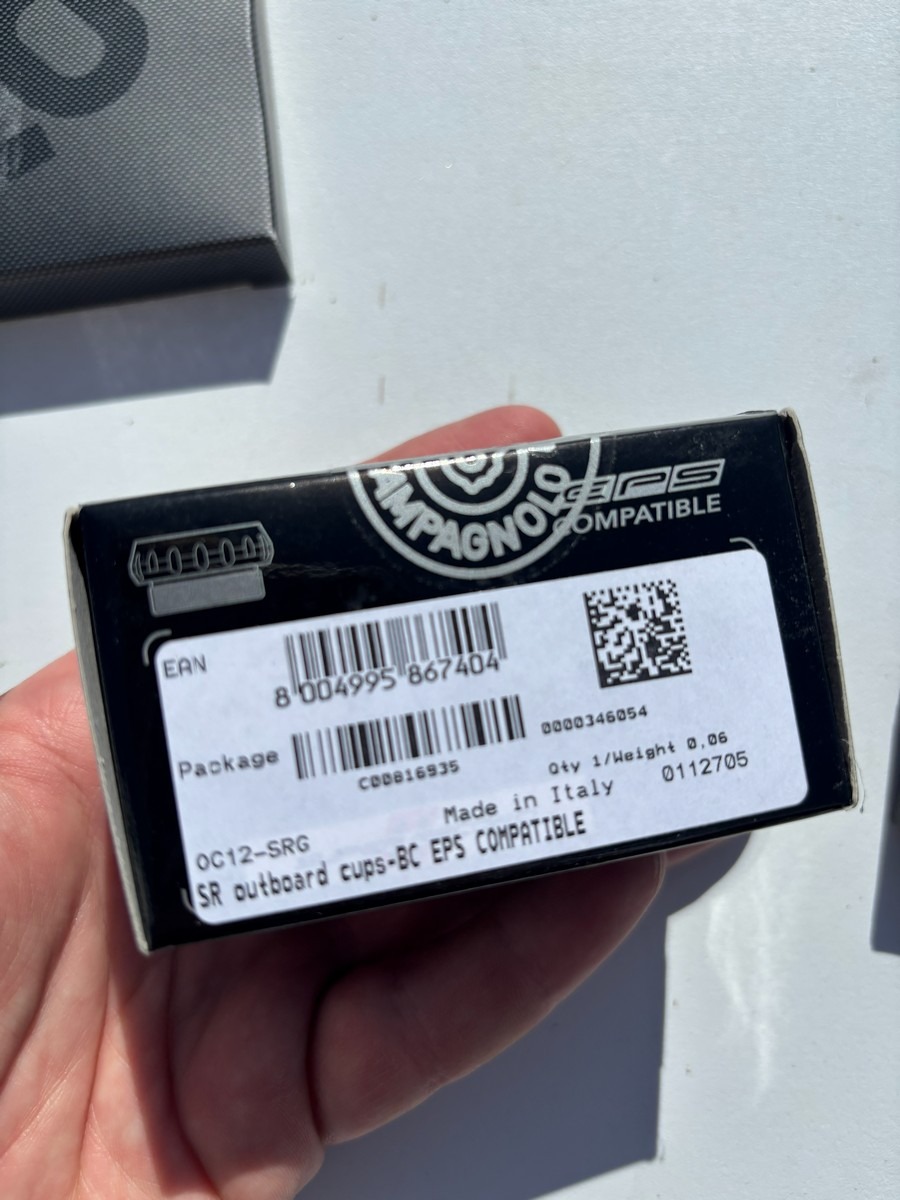 CAMPAGNOLO
EPS
COMPATIBLE
EAN
8 004995 867404
Package
C00816935
0000346054
Qty 1/Weight 0,06
Made in Italy
0112705
OC12-SRG
SR outboard cups-BC EPS COMPATIBLE